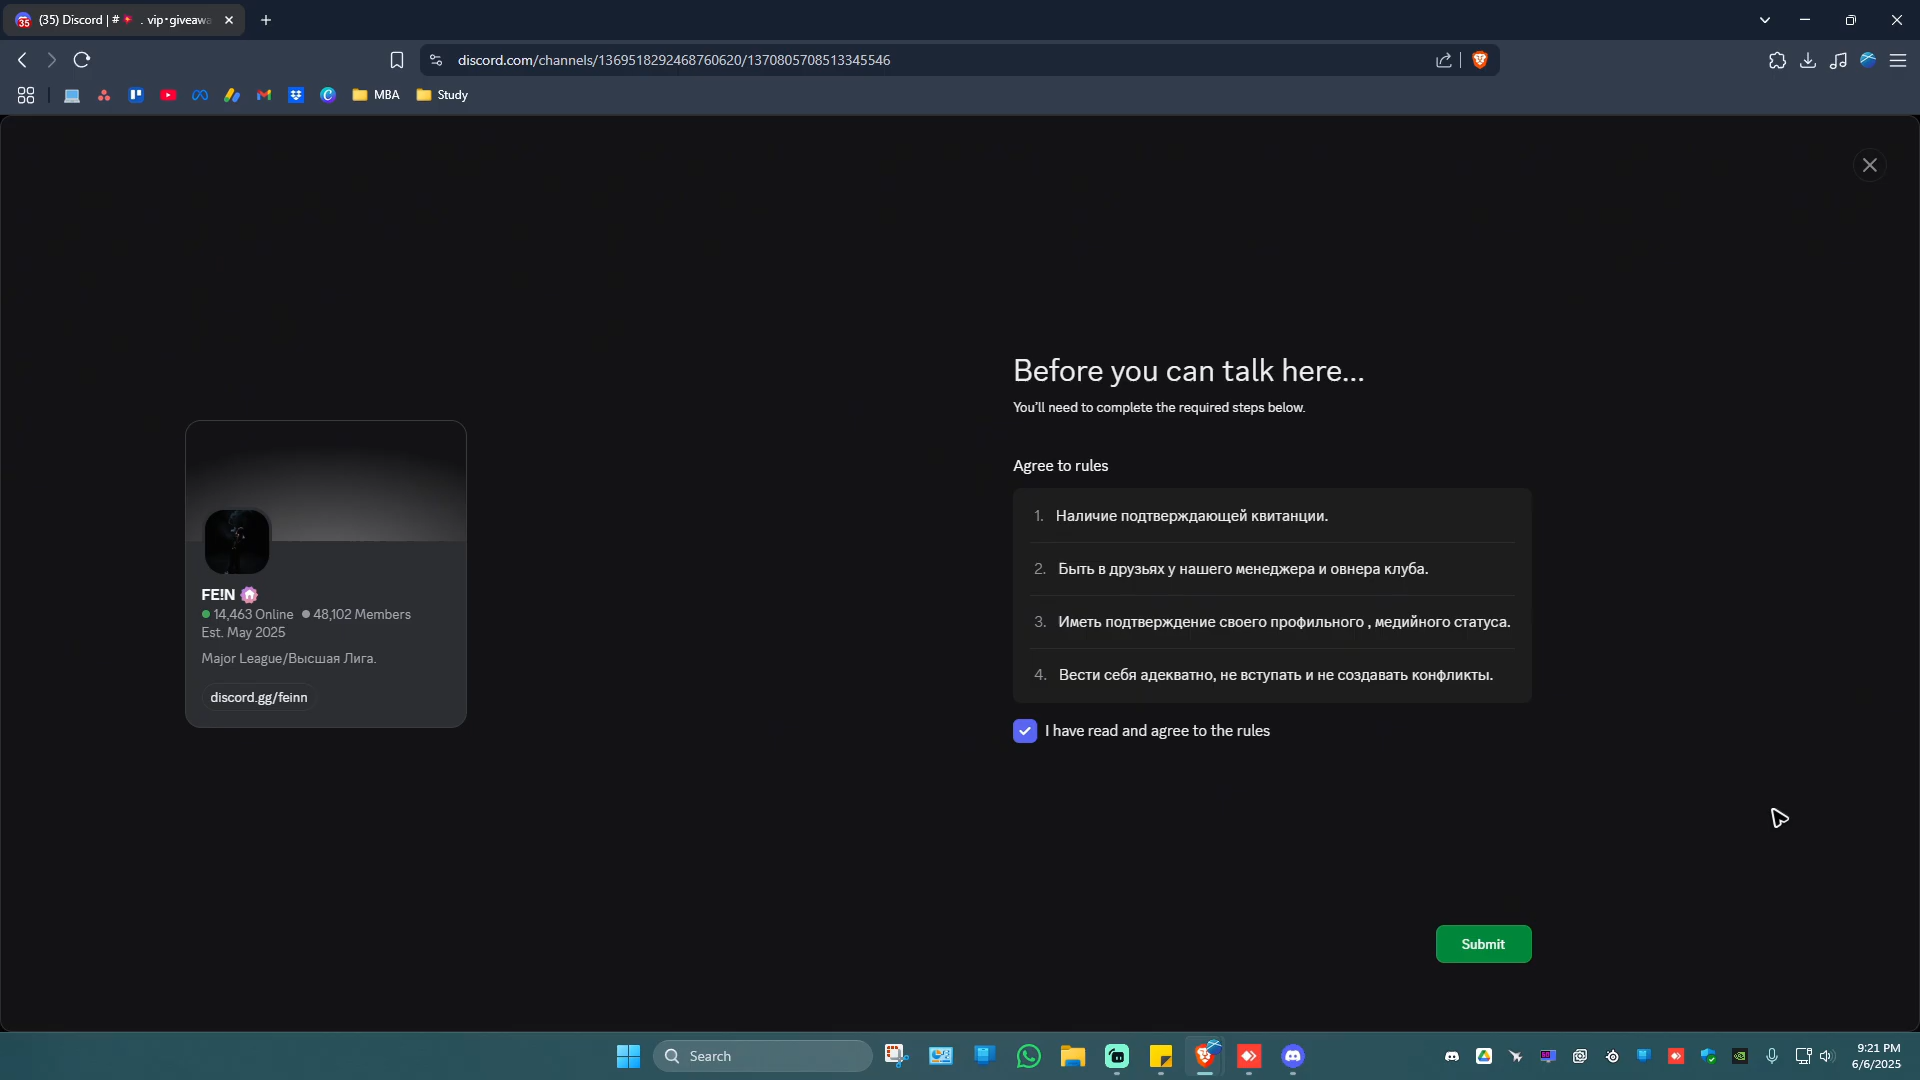 (35) Discord | # . vip•giveawa
discord.com/channels/1369518292468760620/1370805708513345546
MBA
Study
Before you can talk here...
You'll need to complete the required steps below.
Agree to rules
1. Наличие подтверждающей квитанции.
2. Быть в друзьях у нашего менеджера и овнера клуба.
3. Иметь подтверждение своего профильного , медийного статуса.
4. Вести себя адекватно, не вступать и не создавать конфликты.
I have read and agree to the rules
Submit
FE!N
14,463 Online 48,102 Members
Est. May 2025
Major League/Высшая Лига.
discord.gg/feinn
Search
9:21 PM
6/6/2025